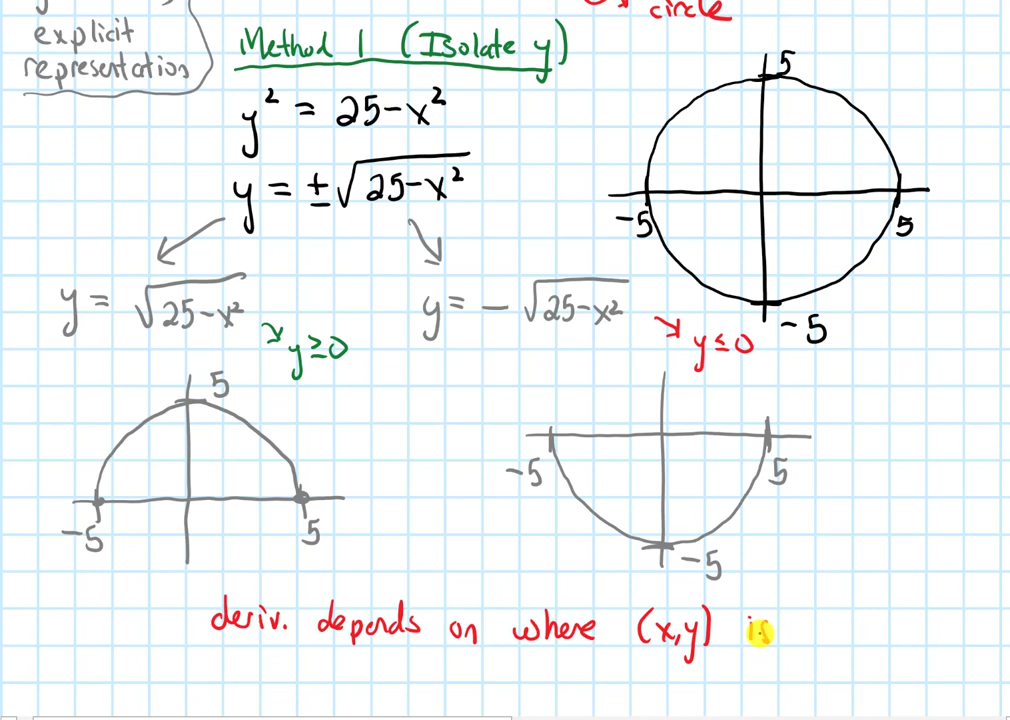 circle
explicit
representation
Method 1 (Isolate y)
y² = 25-x²
y = ±√25-x²
5
-5
5
-5
y = √25-x²
y = -√25-x²
y≥0
y≤0
5
-5
5
-5
5
-5
deriv. depends on where (x,y) is